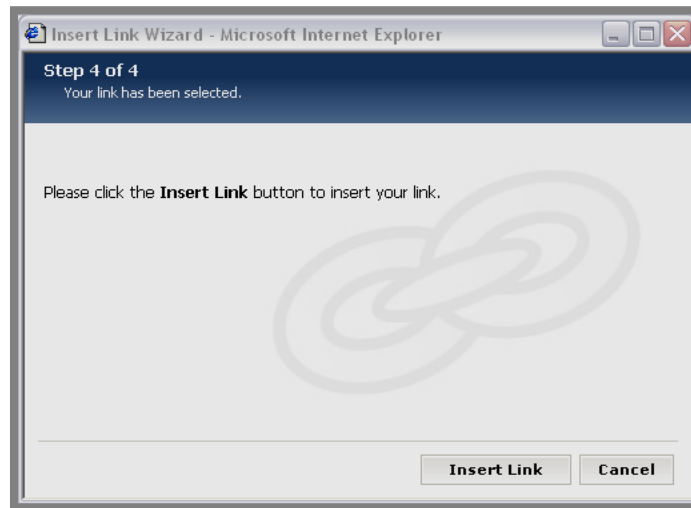 Insert Link Wizard - Microsoft Internet Explorer
Step 4 of 4
Your link has been selected.
Please click the Insert Link button to insert your link.
Insert Link
Cancel